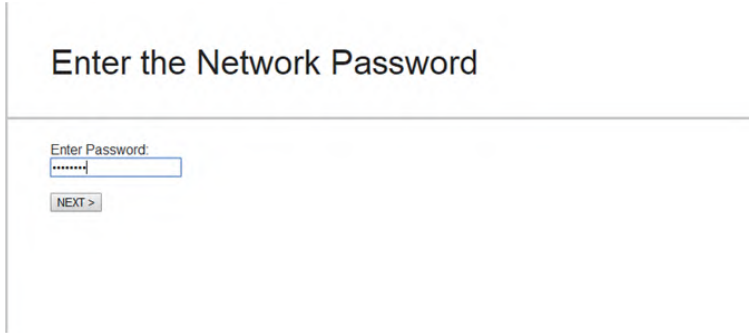 Enter the Network Password
Enter Password:
••••••••
NEXT >